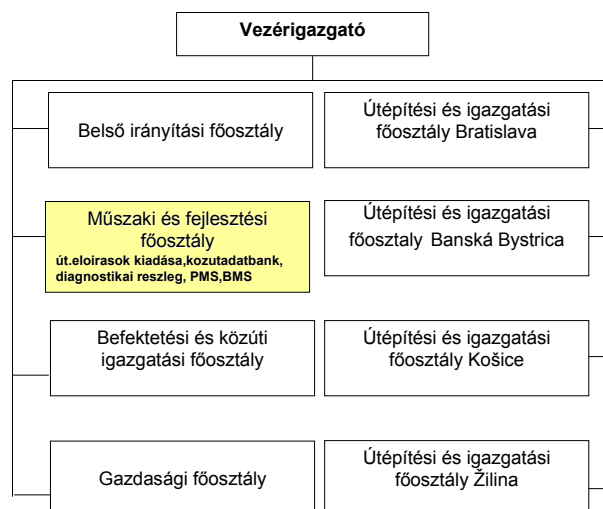 Vezérigazgató
Belső irányítási főosztály
Útépítési és igazgatási
főosztály Bratislava
Műszaki és fejlesztési
főosztály
út.eloirasok kiadása,kozutadatbank,
diagnostikai reszleg, PMS,BMS
Útépítési és igazgatási
főosztaly Banská Bystrica
Befektetési és közúti
igazgatási főosztály
Útépítési és igazgatási
főosztály Košice
Gazdasági főosztály
Útépítési és igazgatási
főosztály Žilina